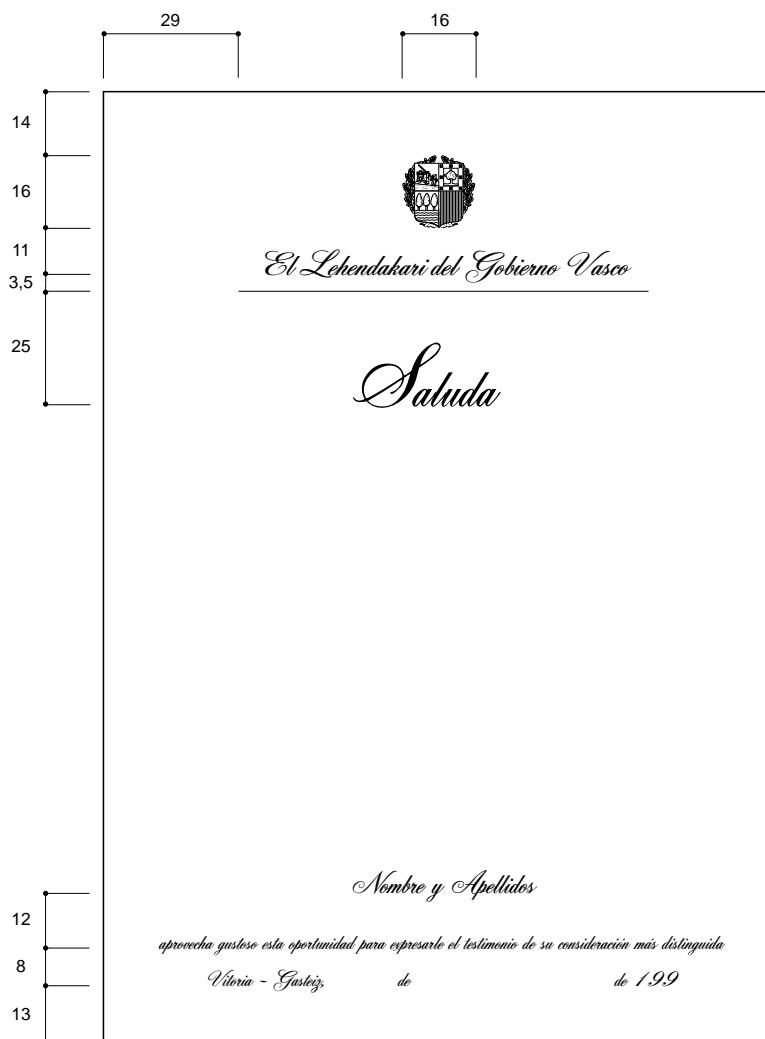 29 16
14
16
11
El Lehendakari del Gobierno Vasco
3,5
25
Saluda
Nombre y Apellidos
12
aprovecha gustoso esta oportunidad para expresarle el testimonio de su consideración más distinguida
8
Vitoria - Gasteiz, de de 199
13